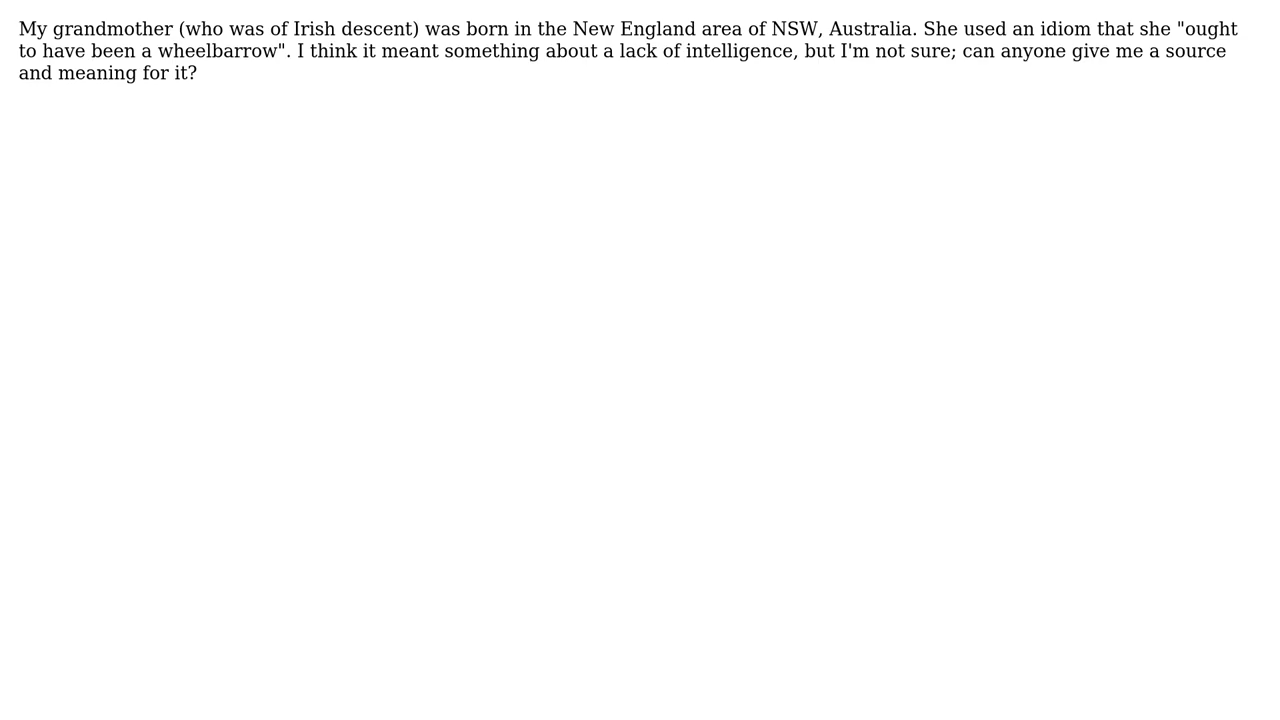 My grandmother (who was of Irish descent) was born in the New England area of NSW, Australia. She used an idiom that she "ought
to have been a wheelbarrow". I think it meant something about a lack of intelligence, but I'm not sure; can anyone give me a source
and meaning for it?